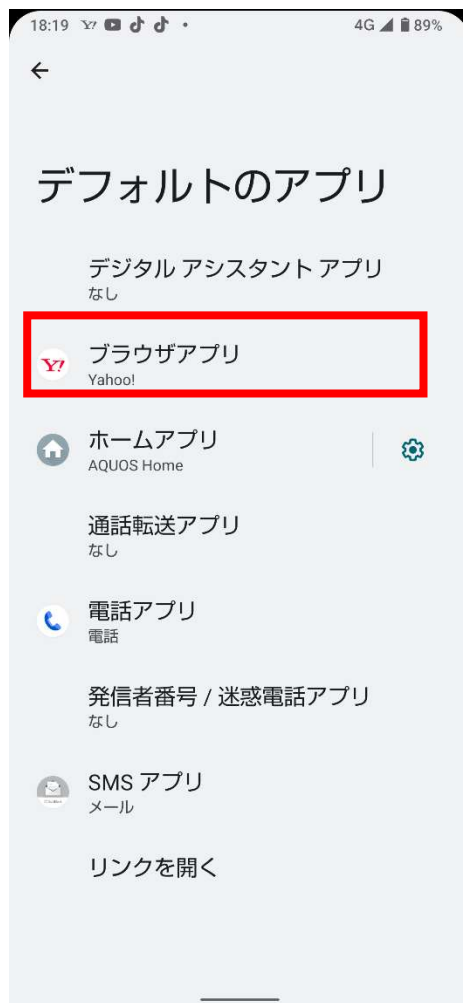 18:19
4G 89%
デフォルトのアプリ
デジタル アシスタント アプリ
なし
Y!
ブラウザアプリ
Yahoo!
ホームアプリ
AQUOS Home
通話転送アプリ
なし
電話アプリ
電話
発信者番号 / 迷惑電話アプリ
なし
SMS アプリ
メール
リンクを開く